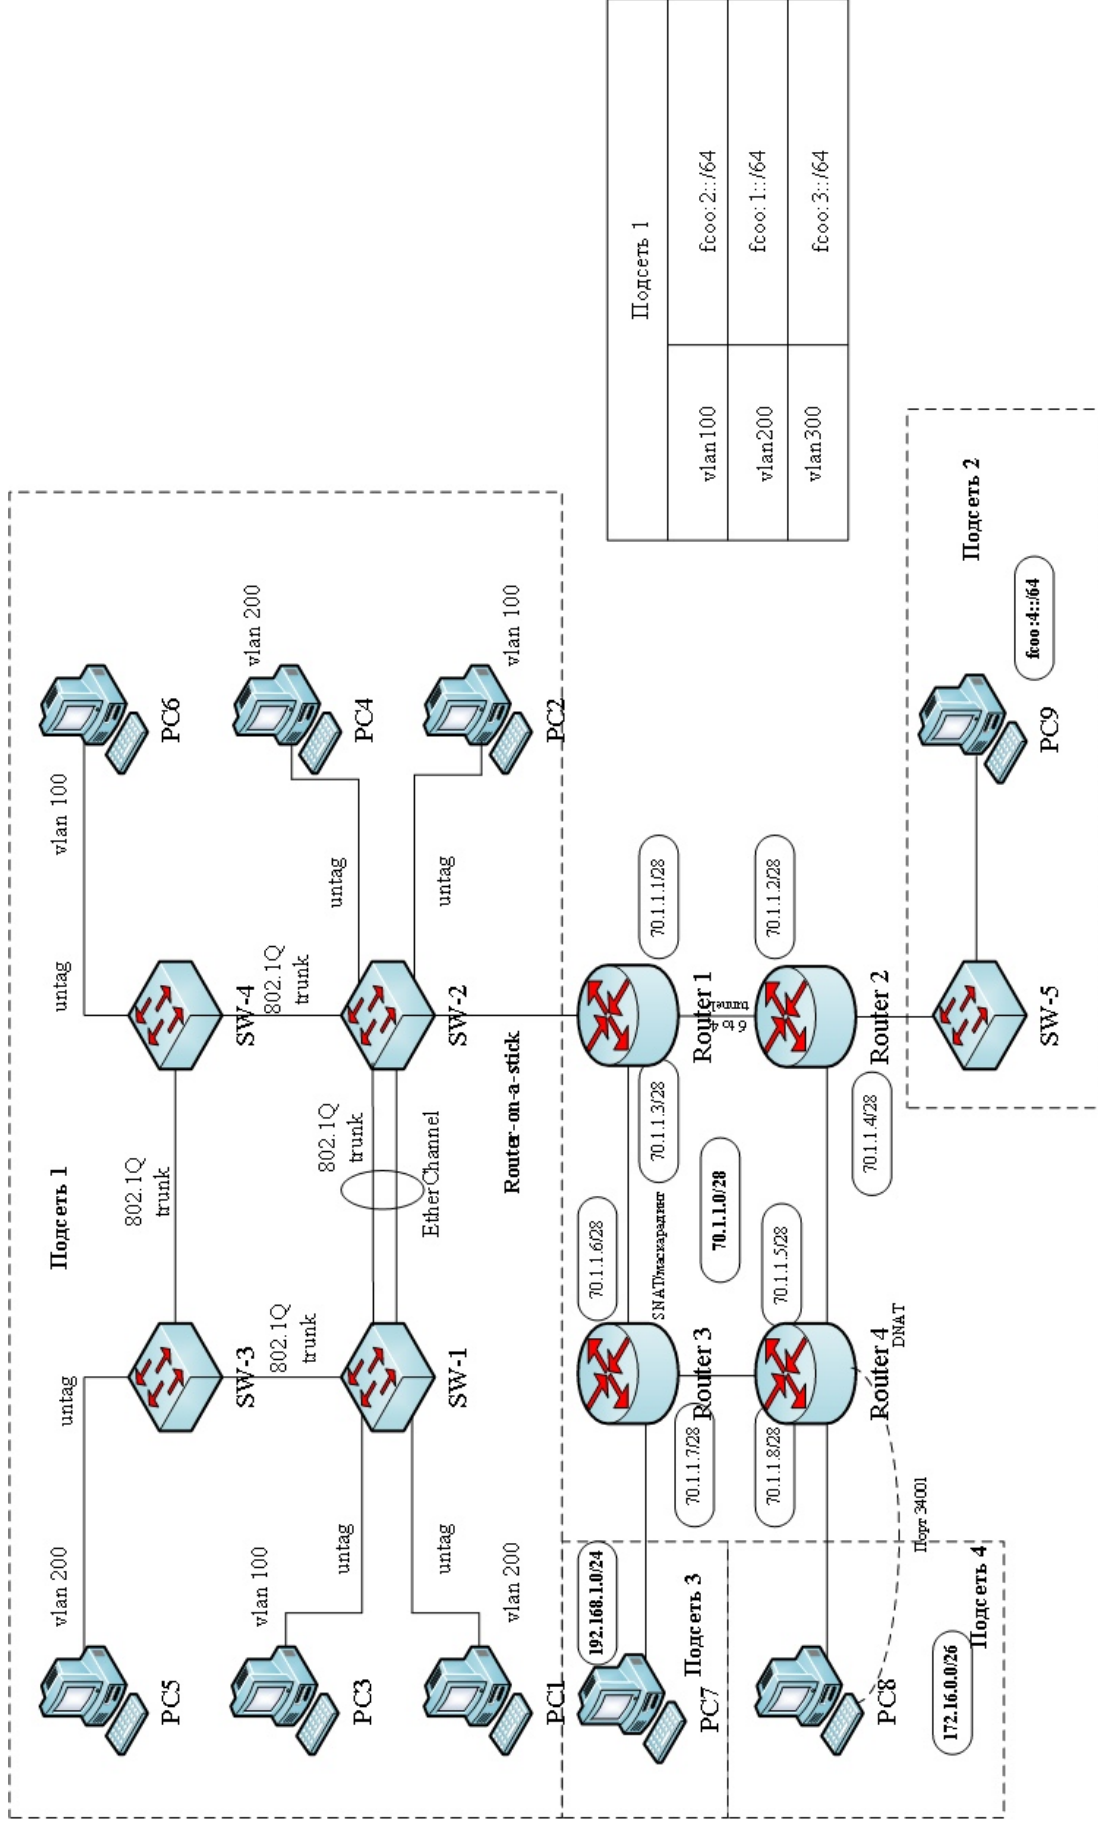 Подсеть 1
vlan 200
untag
PC5
SW-3
802.1Q
trunk
untag
vlan 100
PC6
SW-4
802.1Q
trunk
802.1Q
trunk
vlan 100
PC3
untag
vlan 200
PC1
untag
SW-1
802.1Q
trunk
EtherChannel
SW-2
untag
vlan 200
PC4
untag
vlan 100
PC2
Router-on-a-stick
192.168.1.0/24
PC7
Подсеть 3
70.1.1.6/28
SNAT/маскарадинг
Router 3
70.1.1.7/28
70.1.1.3/28
70.1.1.1/28
Router 1
6 to 4
tunnel
70.1.1.0/28
70.1.1.8/28
70.1.1.5/28
Router 4
DNAT
70.1.1.2/28
Router 2
70.1.1.4/28
PC8
Порт 34001
172.16.0.0/26
Подсеть 4
SW-5
PC9
fcoo:4::/64
Подсеть 2
Подсеть 1
vlan100 fcoo:2::/64
vlan200 fcoo:1::/64
vlan300 fcoo:3::/64